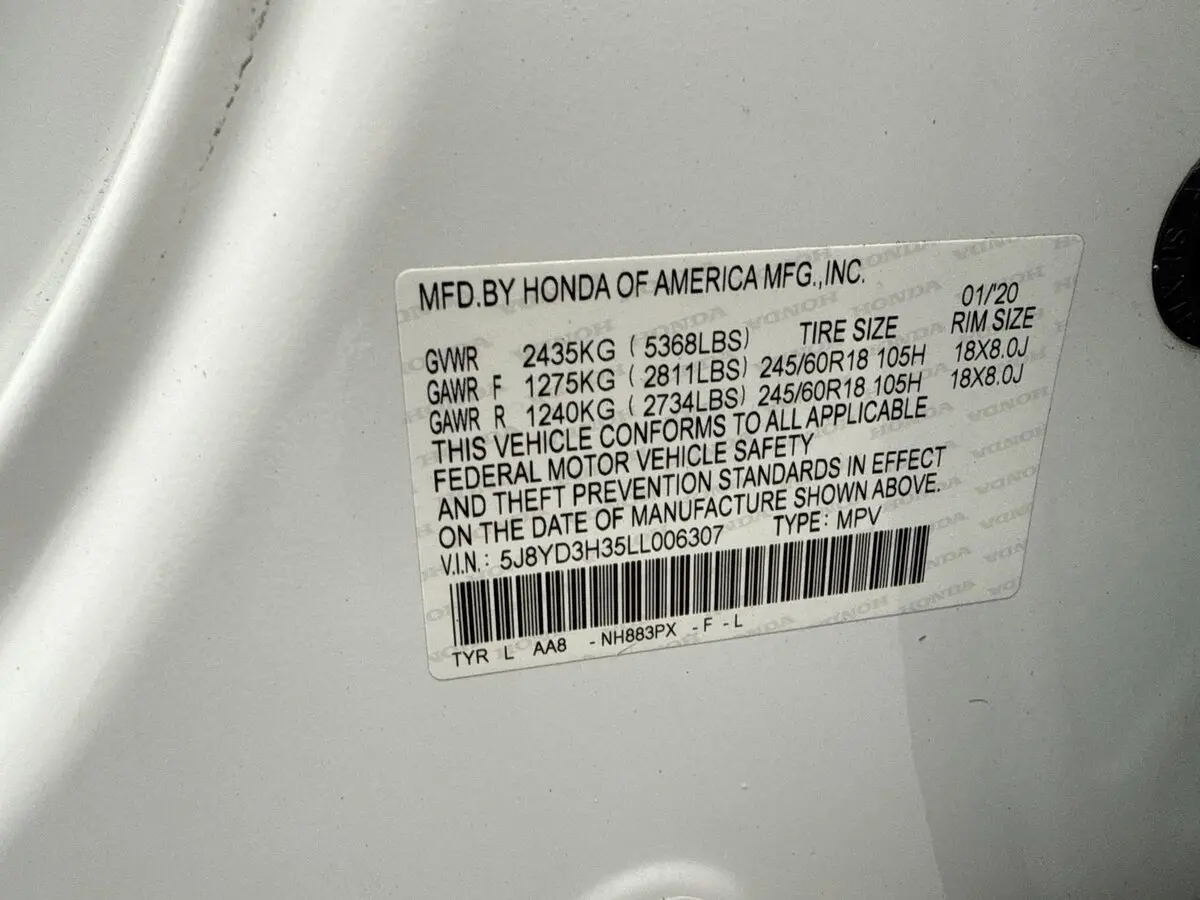 MFD.BY HONDA OF AMERICA MFG.,INC.
01/'20
GVWR 2435KG ( 5368LBS) TIRE SIZE RIM SIZE
GAWR F 1275KG ( 2811LBS) 245/60R18 105H 18X8.0J
GAWR R 1240KG ( 2734LBS) 245/60R18 105H 18X8.0J
THIS VEHICLE CONFORMS TO ALL APPLICABLE
FEDERAL MOTOR VEHICLE SAFETY
AND THEFT PREVENTION STANDARDS IN EFFECT
ON THE DATE OF MANUFACTURE SHOWN ABOVE.
V.I.N.: 5J8YD3H35LL006307 TYPE: MPV
TYR L AA8 -NH883PX -F -L